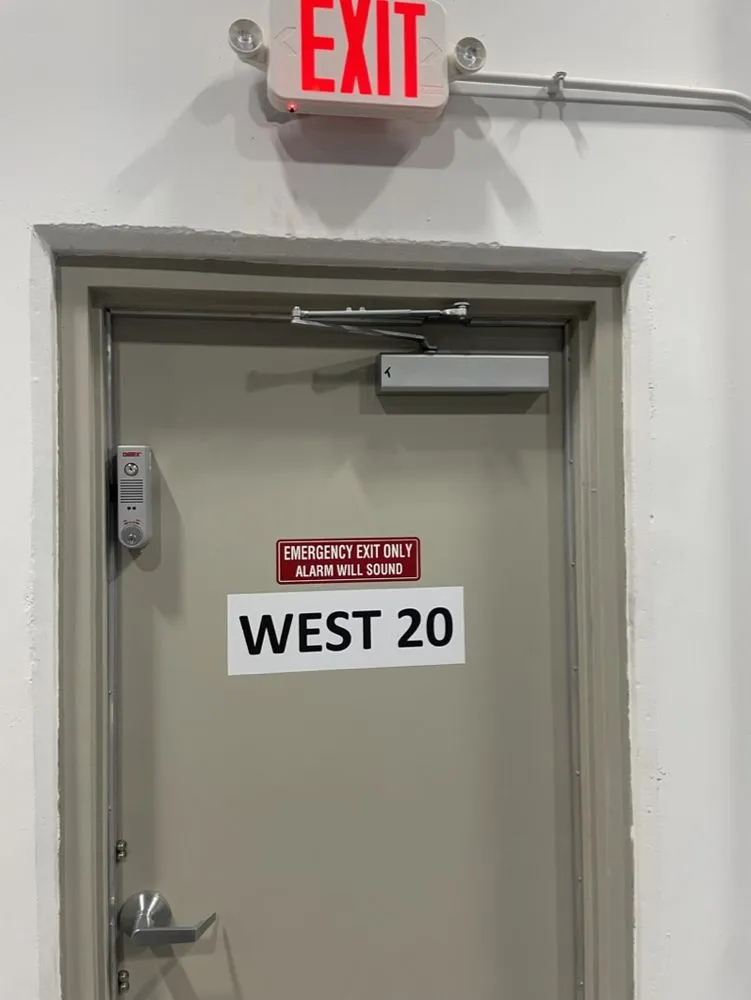 EXIT
EMERGENCY EXIT ONLY
ALARM WILL SOUND
WEST 20